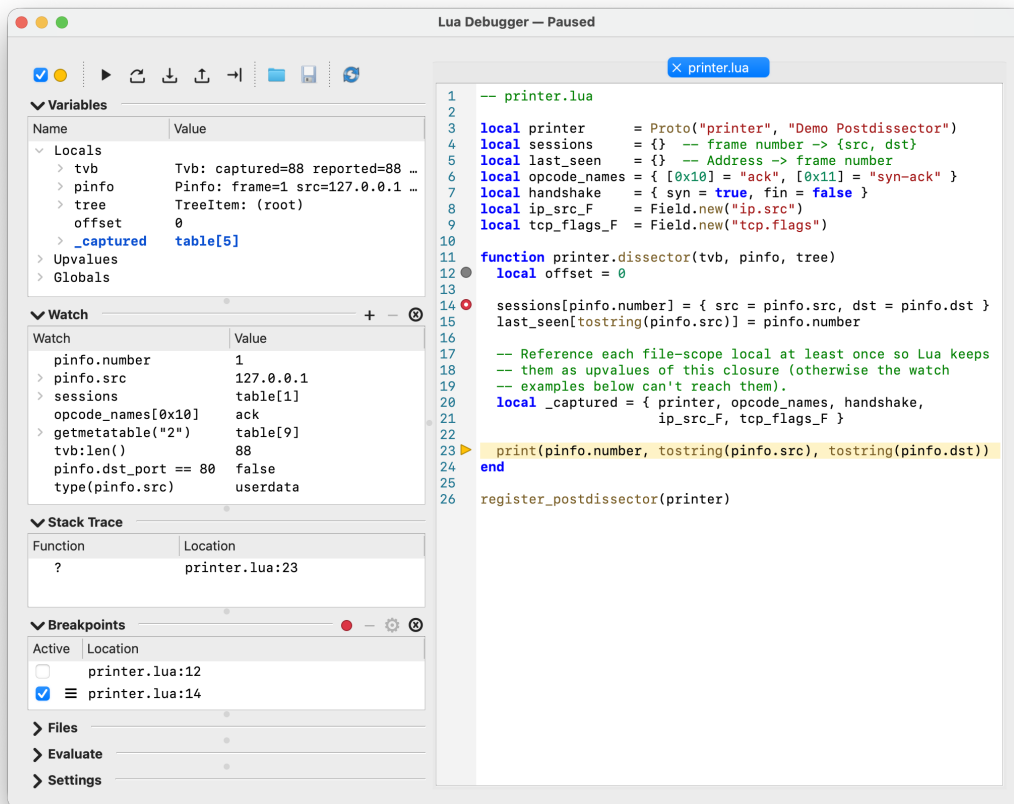 Lua Debugger — Paused
Variables
Name Value
Locals
tvb Tvb: captured=88 reported=88 …
pinfo Pinfo: frame=1 src=127.0.0.1 …
tree TreeItem: (root)
offset 0
_captured table[5]
Upvalues
Globals
Watch
Watch Value
pinfo.number 1
pinfo.src 127.0.0.1
sessions table[1]
opcode_names[0x10] ack
getmetatable("2") table[9]
tvb:len() 88
pinfo.dst_port == 80 false
type(pinfo.src) userdata
Stack Trace
Function Location
? printer.lua:23
Breakpoints
Active Location
printer.lua:12
printer.lua:14
Files
Evaluate
Settings
printer.lua
1 -- printer.lua
2
3 local printer = Proto("printer", "Demo Postdissector")
4 local sessions = {} -- frame number -> {src, dst}
5 local last_seen = {} -- Address -> frame number
6 local opcode_names = { [0x10] = "ack", [0x11] = "syn-ack" }
7 local handshake = { syn = true, fin = false }
8 local ip_src_F = Field.new("ip.src")
9 local tcp_flags_F = Field.new("tcp.flags")
10
11 function printer.dissector(tvb, pinfo, tree)
12 local offset = 0
13
14 sessions[pinfo.number] = { src = pinfo.src, dst = pinfo.dst }
15 last_seen[tostring(pinfo.src)] = pinfo.number
16
17 -- Reference each file-scope local at least once so Lua keeps
18 -- them as upvalues of this closure (otherwise the watch
19 -- examples below can't reach them).
20 local _captured = { printer, opcode_names, handshake,
21 ip_src_F, tcp_flags_F }
22
23 print(pinfo.number, tostring(pinfo.src), tostring(pinfo.dst))
24 end
25
26 register_postdissector(printer)